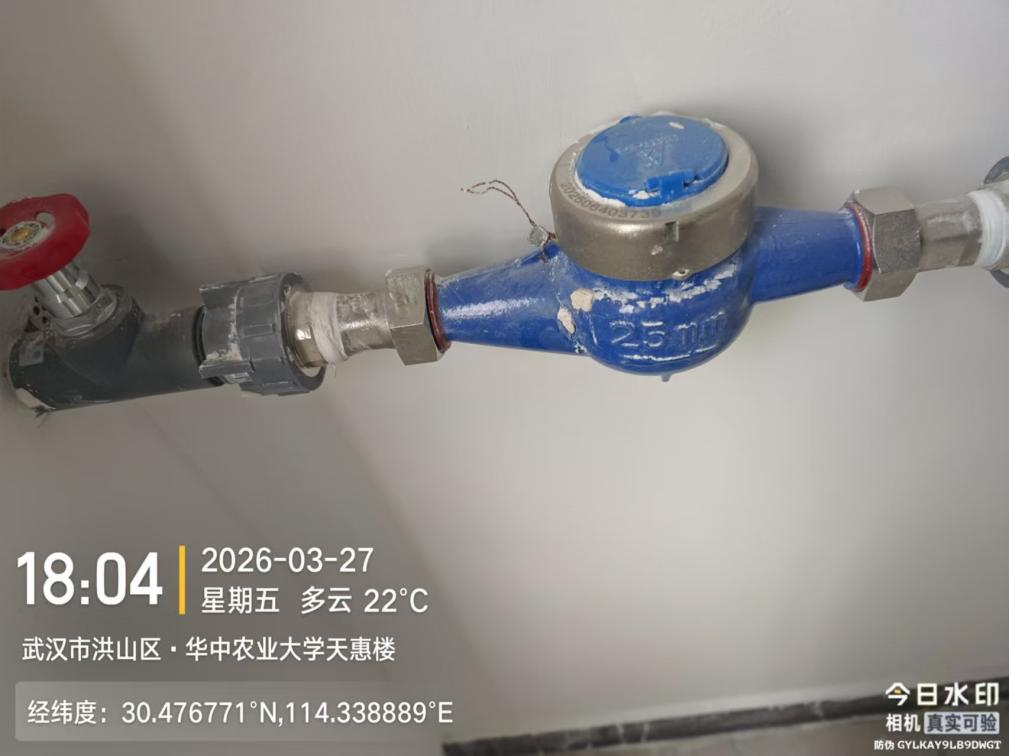 202506403739
25mm
18:04
2026-03-27
星期五 多云 22°C
武汉市洪山区·华中农业大学天惠楼
经纬度：30.476771°N,114.338889°E
今日水印
相机 真实可验
防伪 GYLKAY9LB9DWGT